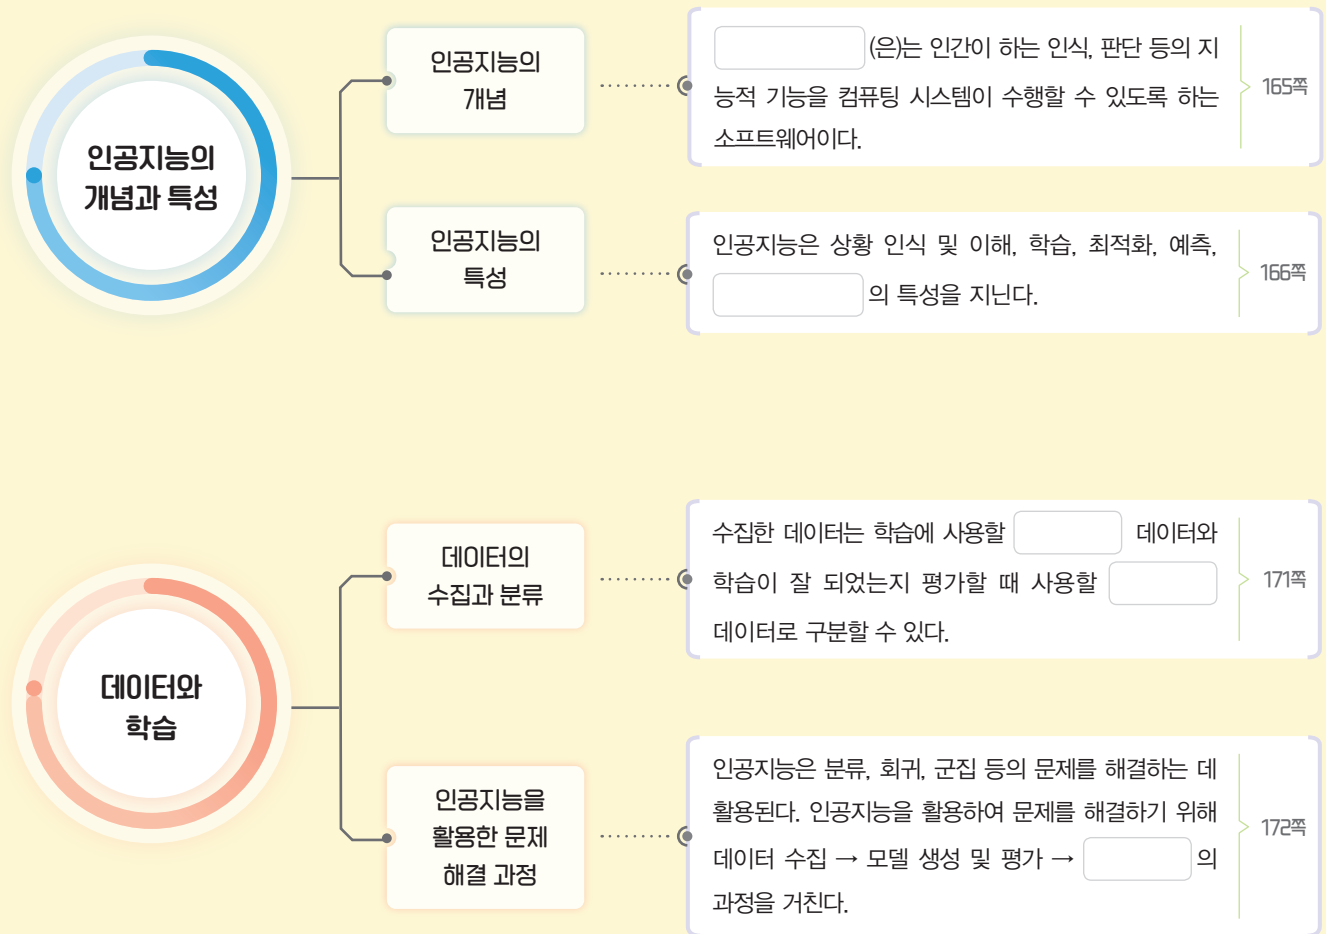 인공지능의
개념과 특성
인공지능의
개념
(은)는 인간이 하는 인식, 판단 등의 지
능적 기능을 컴퓨팅 시스템이 수행할 수 있도록 하는
소프트웨어이다.
165쪽
인공지능의
특성
인공지능은 상황 인식 및 이해, 학습, 최적화, 예측,
의 특성을 지닌다.
166쪽
데이터와
학습
데이터의
수집과 분류
수집한 데이터는 학습에 사용할 데이터와
학습이 잘 되었는지 평가할 때 사용할
데이터로 구분할 수 있다.
171쪽
인공지능을
활용한 문제
해결 과정
인공지능은 분류, 회귀, 군집 등의 문제를 해결하는 데
활용된다. 인공지능을 활용하여 문제를 해결하기 위해
데이터 수집 → 모델 생성 및 평가 → 의
과정을 거친다.
172쪽